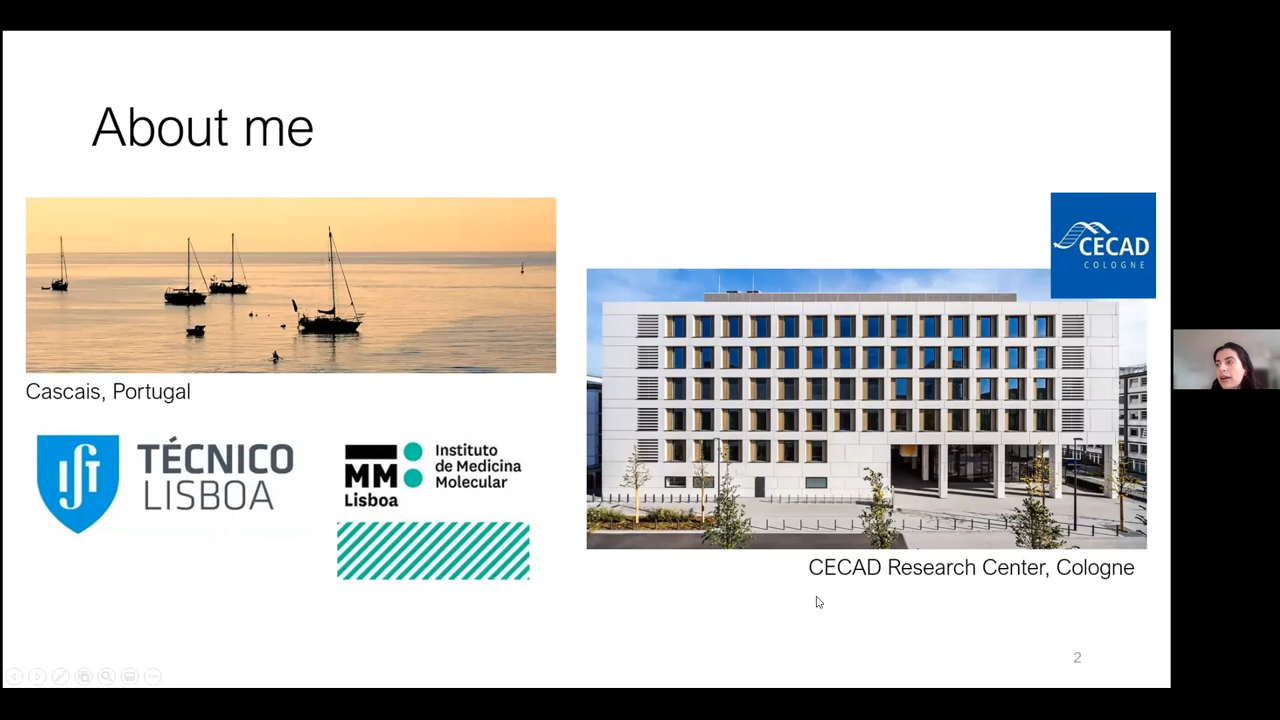 About me
Cascais, Portugal
TÉCNICO
LISBOA
MM
Lisboa
Instituto
de Medicina
Molecular
CECAD
COLOGNE
CECAD Research Center, Cologne
2